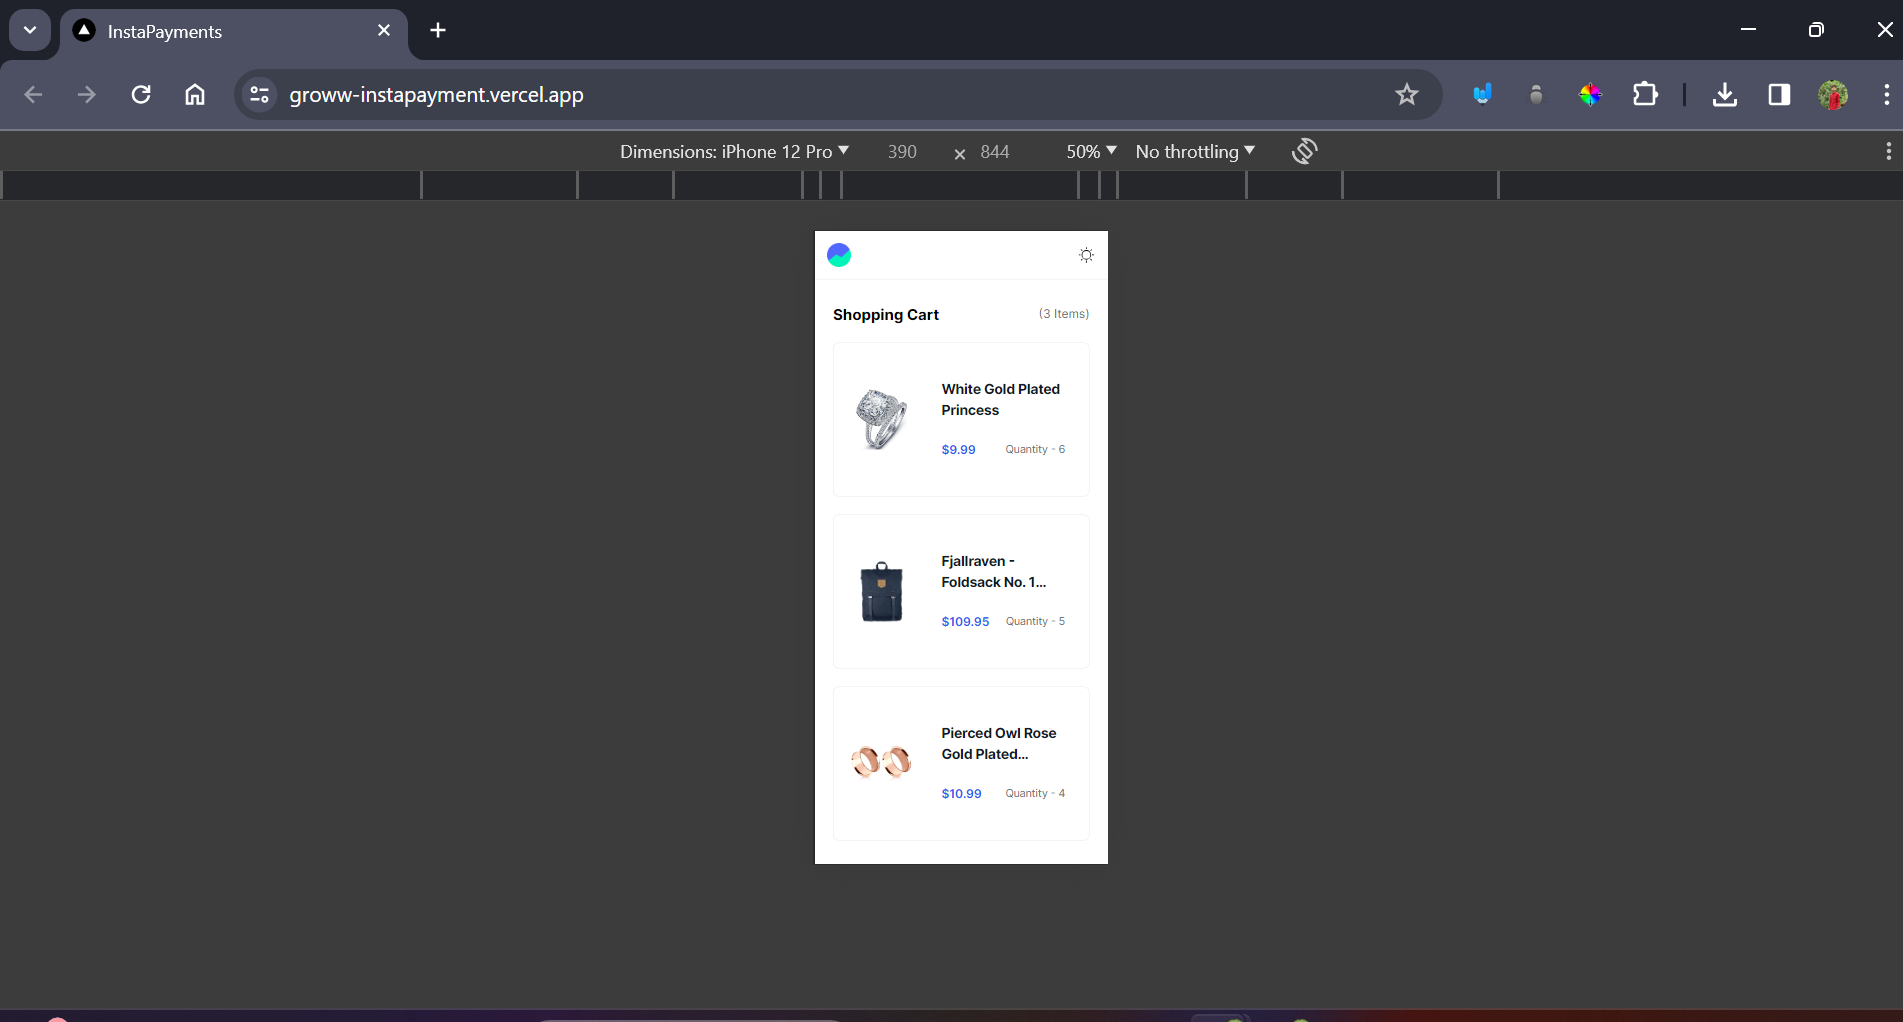 InstaPayments
groww-instapayment.vercel.app
Dimensions: iPhone 12 Pro 390 × 844 50% No throttling
Shopping Cart (3 Items)
White Gold Plated
Princess
$9.99 Quantity - 6
Fjallraven -
Foldsack No. 1...
$109.95 Quantity - 5
Pierced Owl Rose
Gold Plated...
$10.99 Quantity - 4